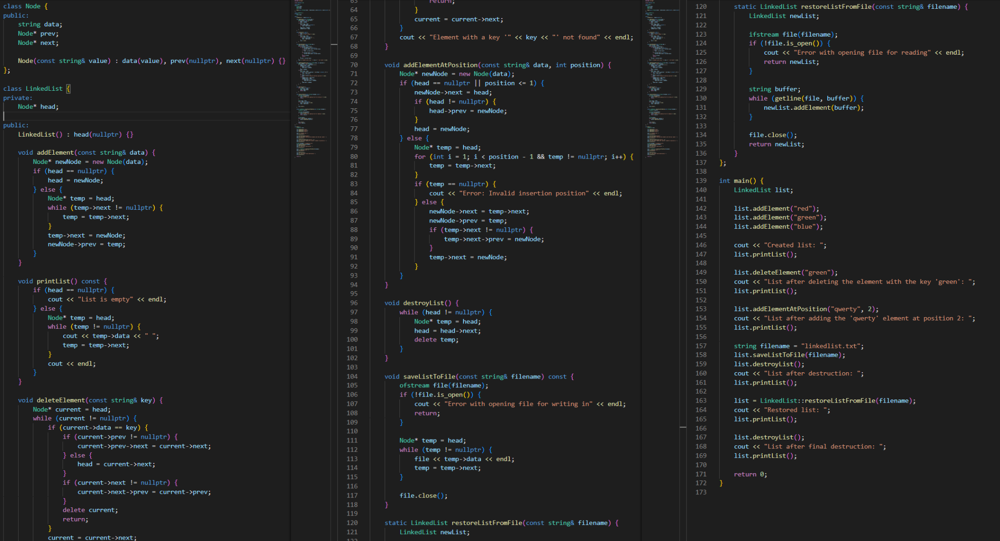 class Node {
public:
    string data;
    Node* prev;
    Node* next;

    Node(const string& value) : data(value), prev(nullptr), next(nullptr) {}
};

class LinkedList {
private:
    Node* head;

public:
    LinkedList() : head(nullptr) {}

    void addElement(const string& data) {
        Node* newNode = new Node(data);
        if (head == nullptr) {
            head = newNode;
        } else {
            Node* temp = head;
            while (temp->next != nullptr) {
                temp = temp->next;
            }
            temp->next = newNode;
            newNode->prev = temp;
        }
    }

    void printList() const {
        if (head == nullptr) {
            cout << "List is empty" << endl;
        } else {
            Node* temp = head;
            while (temp != nullptr) {
                cout << temp->data << " ";
                temp = temp->next;
            }
            cout << endl;
        }
    }

    void deleteElement(const string& key) {
        Node* current = head;
        while (current != nullptr) {
            if (current->data == key) {
                if (current->prev != nullptr) {
                    current->prev->next = current->next;
                } else {
                    head = current->next;
                }
                if (current->next != nullptr) {
                    current->next->prev = current->prev;
                }
                delete current;
                return;
            }
            current = current->next;
63                return;
64            }
65            current = current->next;
66        }
67        cout << "Element with a key '" << key << "' not found" << endl;
68    }
69
70    void addElementAtPosition(const string& data, int position) {
71        Node* newNode = new Node(data);
72        if (head == nullptr || position <= 1) {
73            newNode->next = head;
74            if (head != nullptr) {
75                head->prev = newNode;
76            }
77            head = newNode;
78        } else {
79            Node* temp = head;
80            for (int i = 1; i < position - 1 && temp != nullptr; i++) {
81                temp = temp->next;
82            }
83            if (temp == nullptr) {
84                cout << "Error: Invalid insertion position" << endl;
85            } else {
86                newNode->next = temp->next;
87                newNode->prev = temp;
88                if (temp->next != nullptr) {
89                    temp->next->prev = newNode;
90                }
91                temp->next = newNode;
92            }
93        }
94    }
95
96    void destroyList() {
97        while (head != nullptr) {
98            Node* temp = head;
99            head = head->next;
100            delete temp;
101        }
102    }
103
104    void saveListToFile(const string& filename) const {
105        ofstream file(filename);
106        if (!file.is_open()) {
107            cout << "Error with opening file for writing in" << endl;
108            return;
109        }
110
111        Node* temp = head;
112        while (temp != nullptr) {
113            file << temp->data << endl;
114            temp = temp->next;
115        }
116
117        file.close();
118    }
119
120    static LinkedList restoreListFromFile(const string& filename) {
121        LinkedList newList;
120    static LinkedList restoreListFromFile(const string& filename) {
121        LinkedList newList;
122
123        ifstream file(filename);
124        if (!file.is_open()) {
125            cout << "Error with opening file for reading" << endl;
126            return newList;
127        }
128
129        string buffer;
130        while (getline(file, buffer)) {
131            newList.addElement(buffer);
132        }
133
134        file.close();
135        return newList;
136    }
137 };
138
139 int main() {
140    LinkedList list;
141
142    list.addElement("red");
143    list.addElement("green");
144    list.addElement("blue");
145
146    cout << "Created list: ";
147    list.printList();
148
149    list.deleteElement("green");
150    cout << "List after deleting the element with the key 'green': ";
151    list.printList();
152
153    list.addElementAtPosition("qwerty", 2);
154    cout << "List after adding the 'qwerty' element at position 2: ";
155    list.printList();
156
157    string filename = "linkedlist.txt";
158    list.saveListToFile(filename);
159    list.destroyList();
160    cout << "List after destruction: ";
161    list.printList();
162
163    list = LinkedList::restoreListFromFile(filename);
164    cout << "Restored list: ";
165    list.printList();
166
167    list.destroyList();
168    cout << "List after final destruction: ";
169    list.printList();
170
171    return 0;
172 }
173